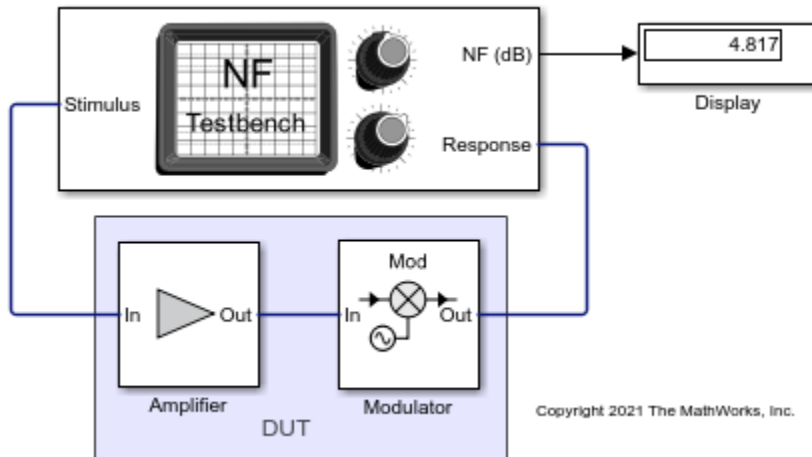 NF
Testbench
Stimulus
NF (dB)
Response
4.817
Display
In
Out
Amplifier
Mod
In
Out
Modulator
DUT
Copyright 2021 The MathWorks, Inc.